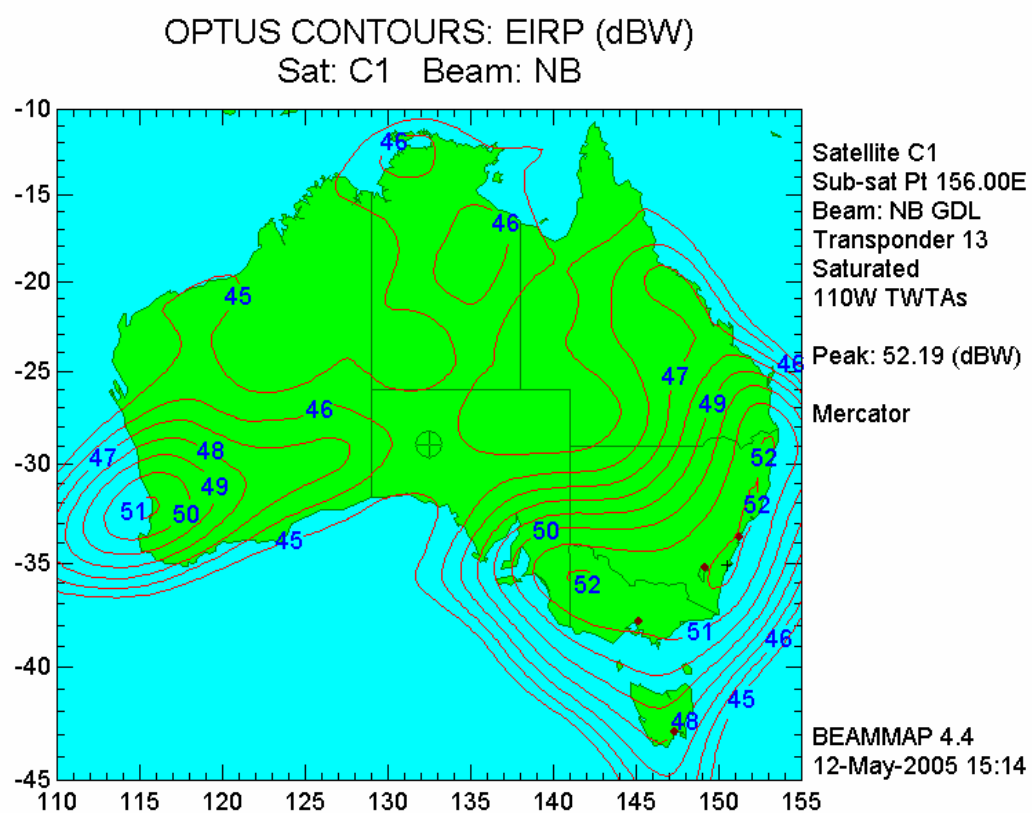 OPTUS CONTOURS: EIRP (dBW)
Sat: C1 Beam: NB
-10
-15
-20
-25
-30
-35
-40
-45
110 115 120 125 130 135 140 145 150 155
46
46
45
46
47
49
46
47
48
49
51 50
45
52
52
50
52
51
46
45
48
Satellite C1
Sub-sat Pt 156.00E
Beam: NB GDL
Transponder 13
Saturated
110W TWTAs
Peak: 52.19 (dBW)
Mercator
BEAMMAP 4.4
12-May-2005 15:14